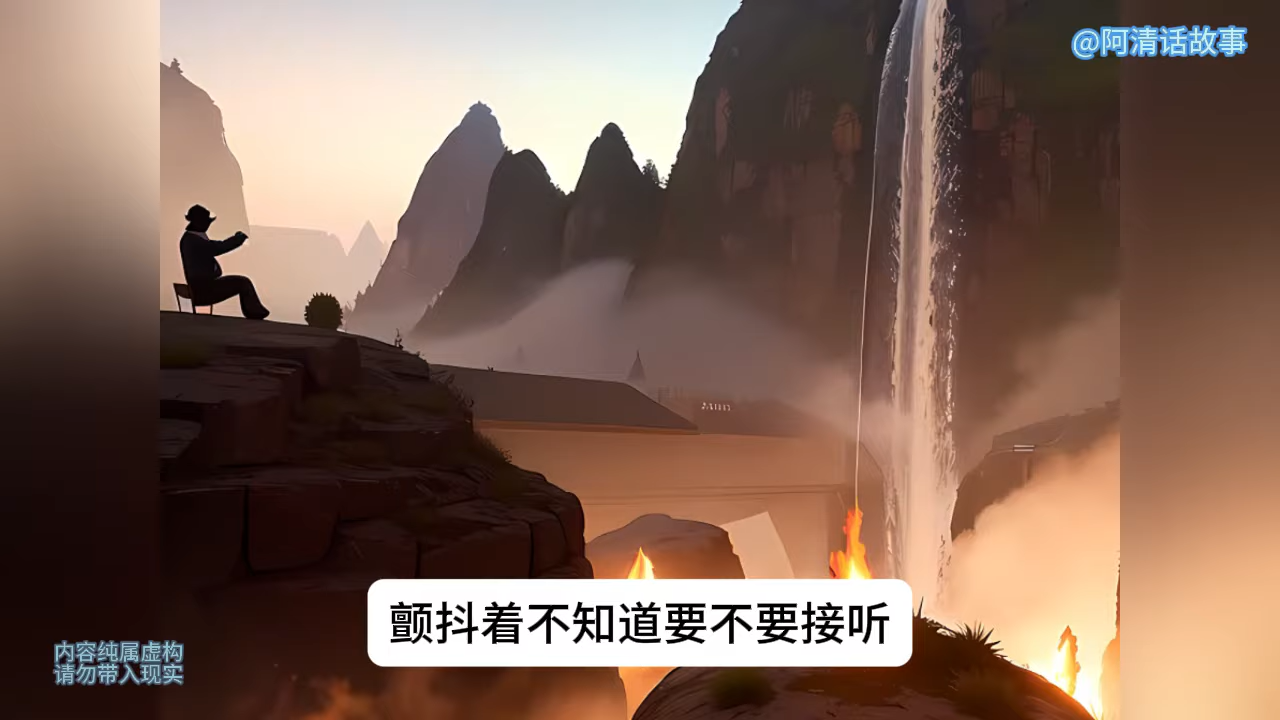 @阿清话故事
颤抖着不知道要不要接听
内容纯属虚构
请勿带入现实